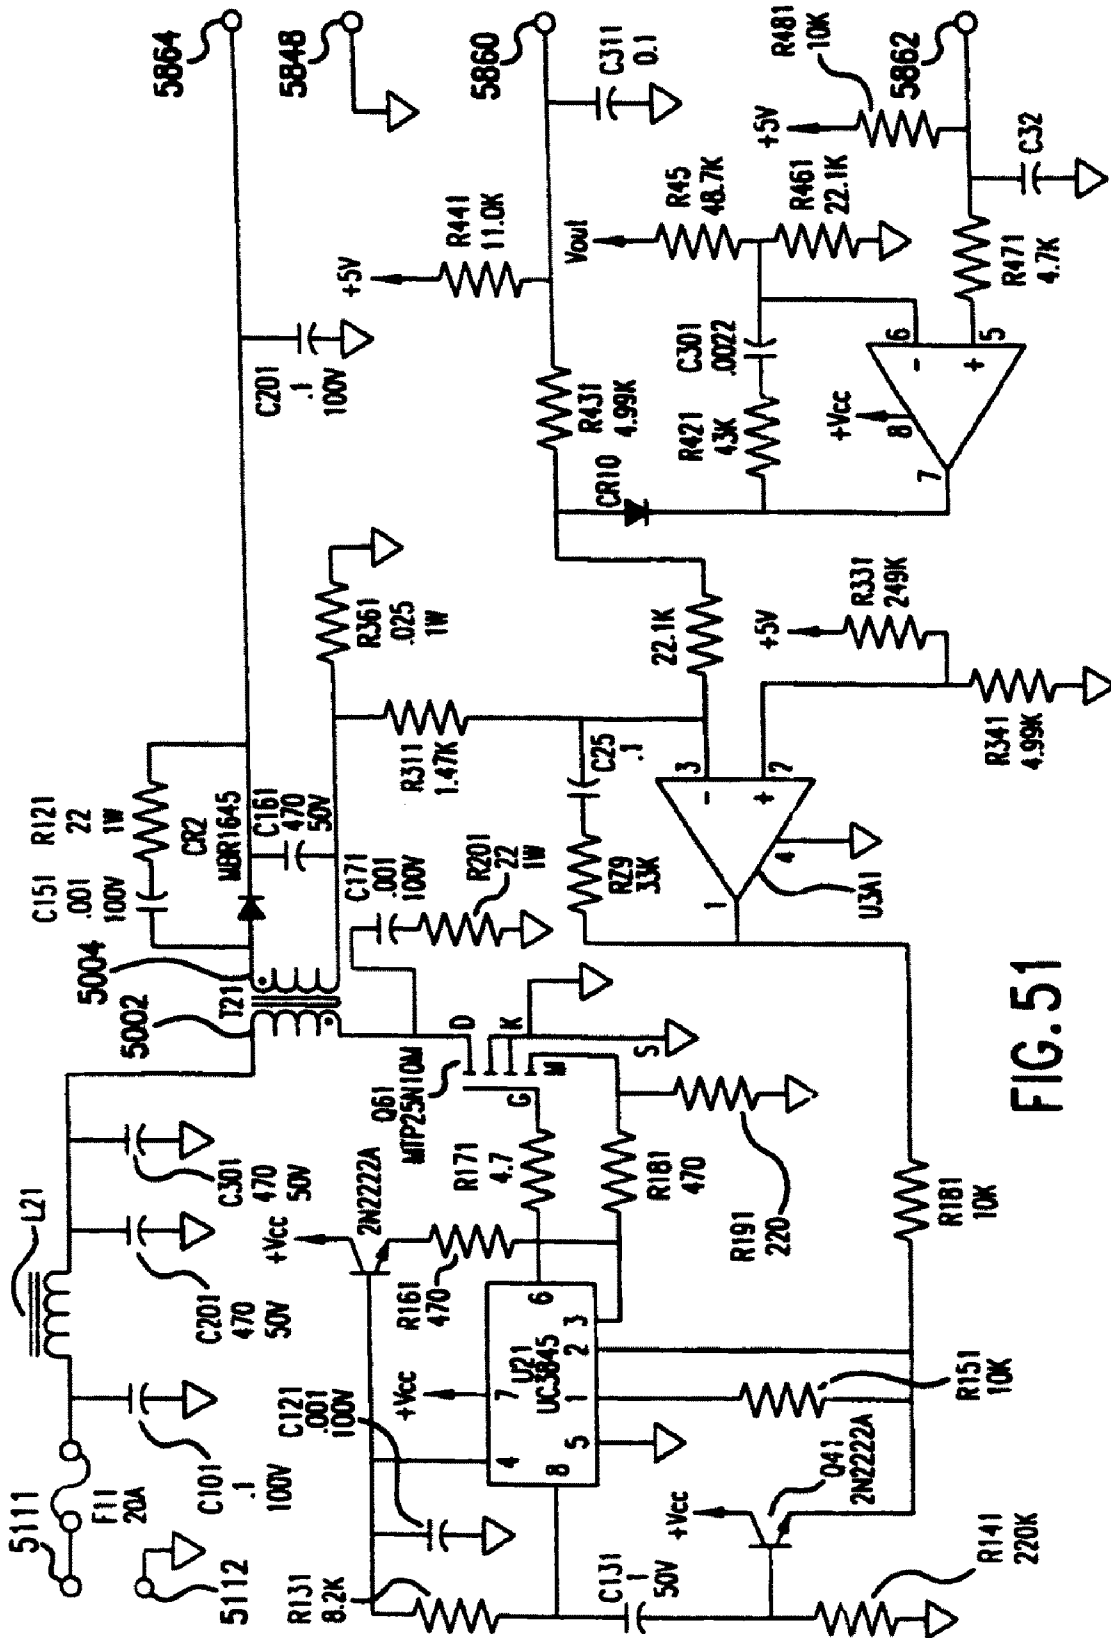 5111
F11
20A
5112
C101
.1
100V
L21
C201
470
50V
C301
470
50V
5002
5004
T211
C151
.001
100V
R121
22
1W
CR2
MBR1645
C161
470
50V
C201
.1
100V
5864
5848
5860
C311
0.1
+5V
R441
11.0K
R431
4.99K
R361
.025
1W
R311
1.47K
C171
.001
100V
R201
22
1W
Q61
MTP25N10M
D
G
K
M
S
+Vcc
2N2222A
R161
470
R171
4.7
R181
470
R191
220
R131
8.2K
C121
.001
100V
+Vcc
U21
UC3845
4
7
6
8
5
1
2
3
C131
1
50V
+Vcc
Q41
2N2222A
R141
220K
R151
10K
R181
10K
RZ9
33K
C25
.1
22.1K
3
2
1
4
-
+
U3A1
+5V
R331
249K
R341
4.99K
CR10
R421
43K
C301
.0022
Vout
R45
48.7K
R461
22.1K
+Vcc
8
6
5
7
-
+
R471
4.7K
C32
+5V
R481
10K
5862
FIG.51